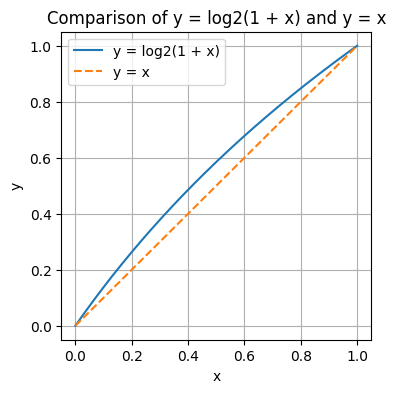 Comparison of y = log2(1 + x) and y = x
y = log2(1 + x)
y = x
1.0
0.8
0.6
0.4
0.2
0.0
y
0.0 0.2 0.4 0.6 0.8 1.0
x